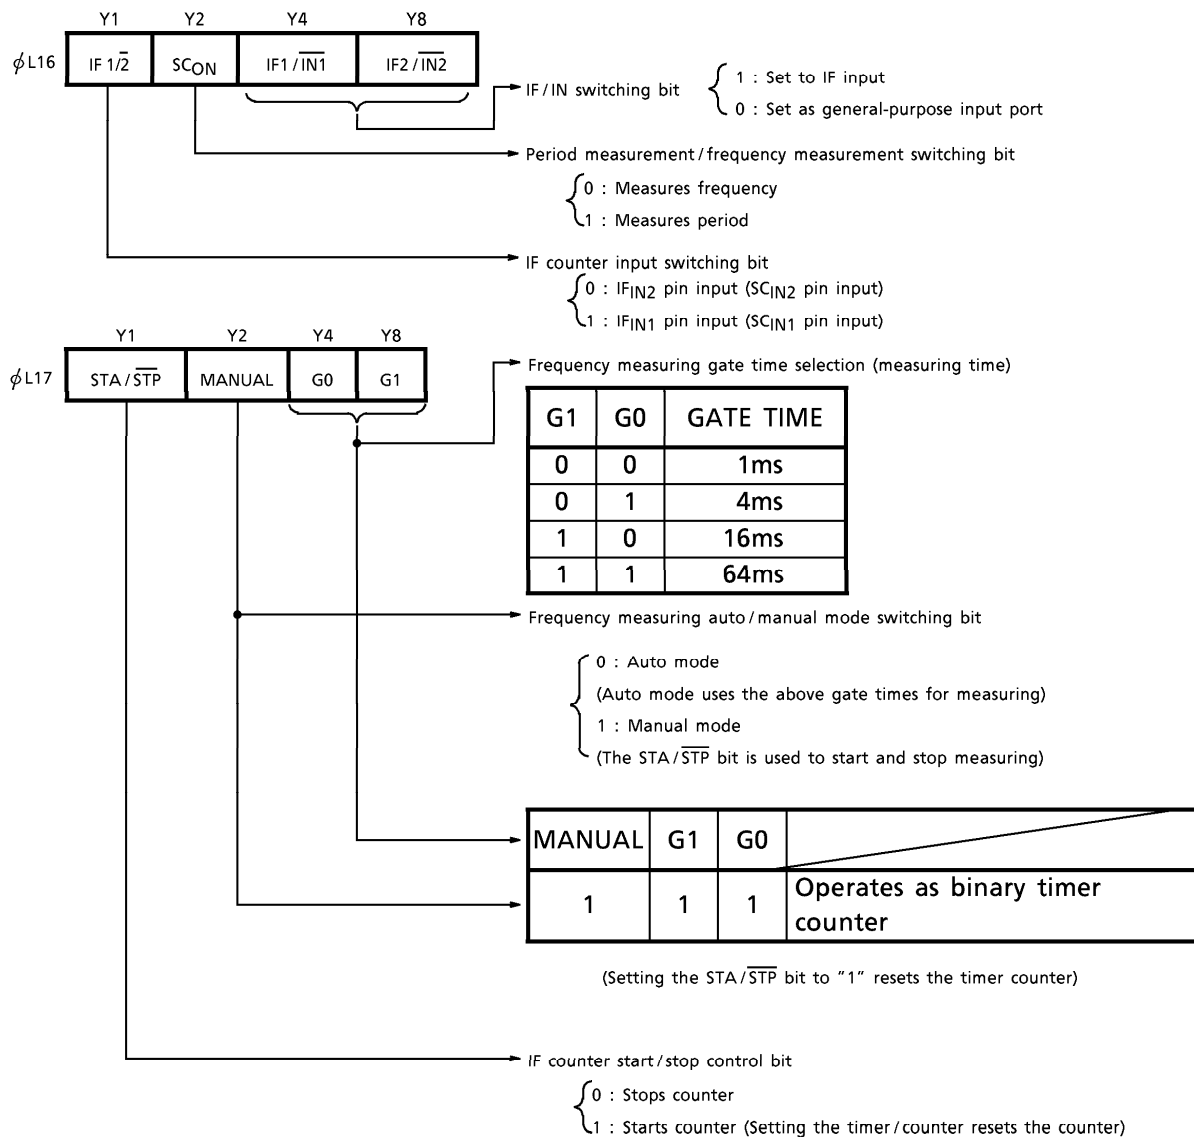 Y1 Y2 Y4 Y8
ϕL16 IF 1/2̅ SCON IF1/I̅N̅1̅ IF2/I̅N̅2̅
IF/IN switching bit
1 : Set to IF input
0 : Set as general-purpose input port
Period measurement/frequency measurement switching bit
0 : Measures frequency
1 : Measures period
IF counter input switching bit
0 : IFIN2 pin input (SCIN2 pin input)
1 : IFIN1 pin input (SCIN1 pin input)
Y1 Y2 Y4 Y8
ϕL17 STA/S̅T̅P̅ MANUAL G0 G1
Frequency measuring gate time selection (measuring time)
G1 G0 GATE TIME
0 0 1ms
0 1 4ms
1 0 16ms
1 1 64ms
Frequency measuring auto/manual mode switching bit
0 : Auto mode
(Auto mode uses the above gate times for measuring)
1 : Manual mode
(The STA/S̅T̅P̅ bit is used to start and stop measuring)
MANUAL G1 G0
1 1 1 Operates as binary timer
counter
(Setting the STA/S̅T̅P̅ bit to "1" resets the timer counter)
IF counter start/stop control bit
0 : Stops counter
1 : Starts counter (Setting the timer/counter resets the counter)